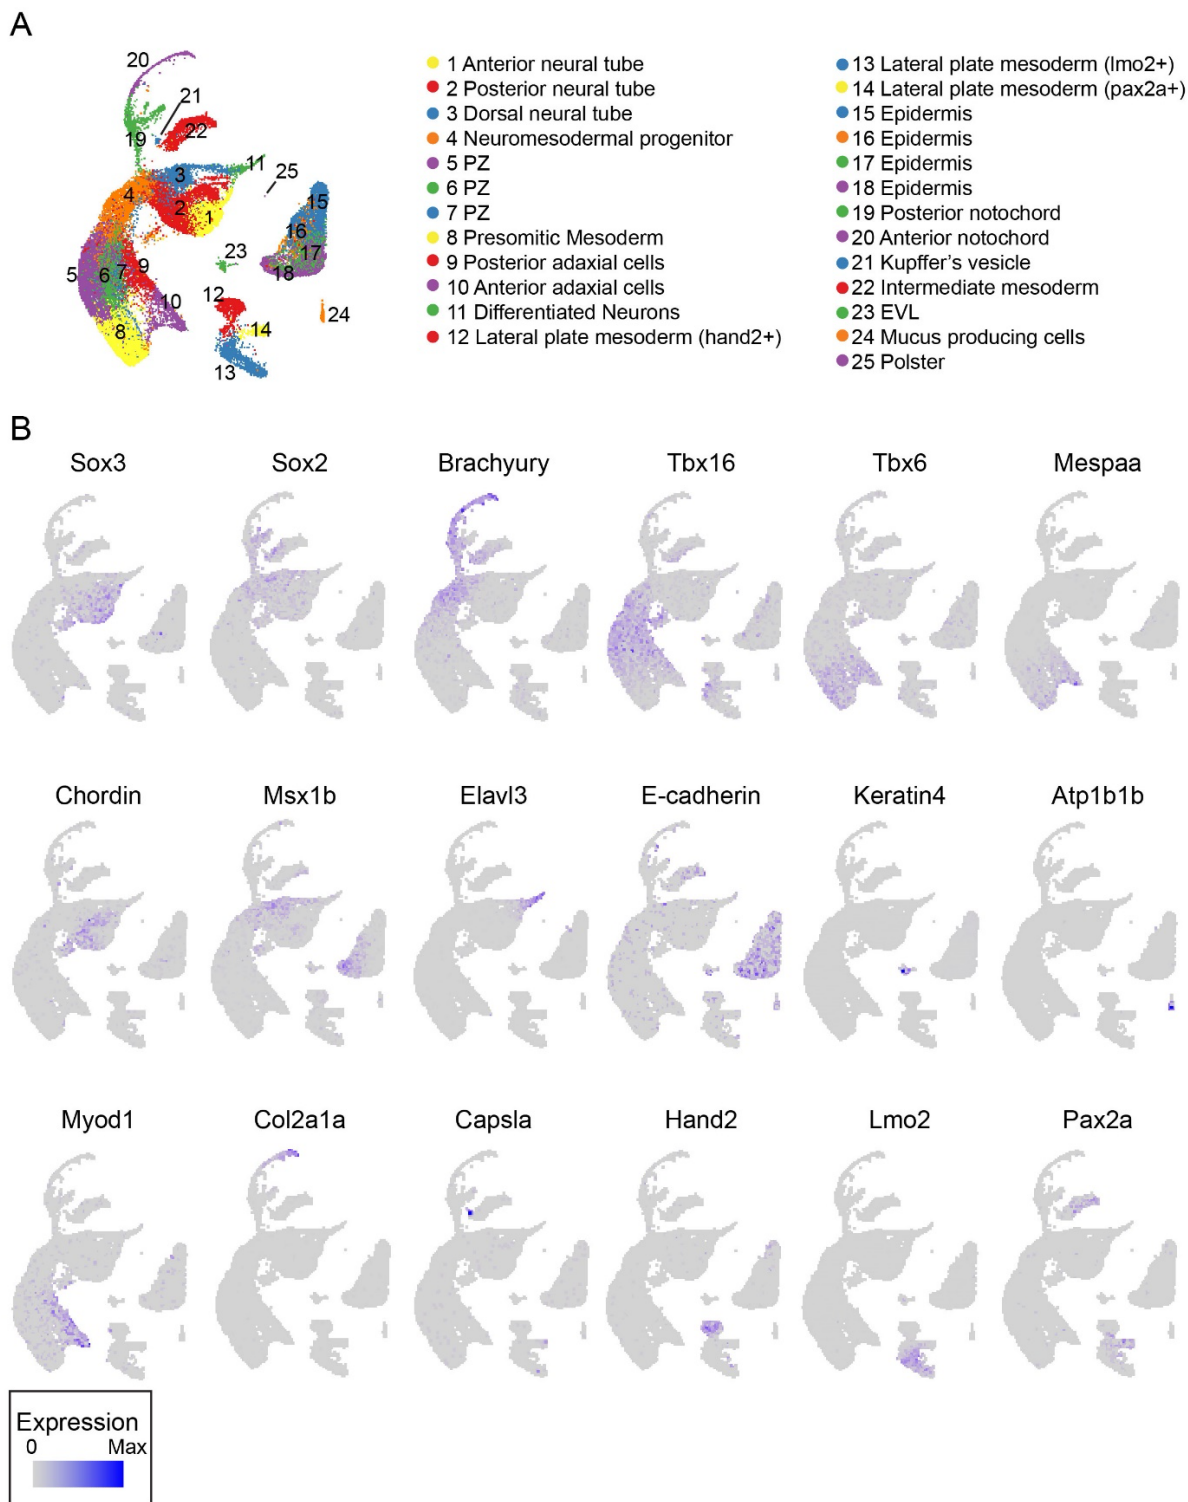 A
20
21
22
19
3
11
25
4
2
1
15
16
17
18
5
6
7
9
23
10
12
24
8
14
13
1 Anterior neural tube
2 Posterior neural tube
3 Dorsal neural tube
4 Neuromesodermal progenitor
5 PZ
6 PZ
7 PZ
8 Presomitic Mesoderm
9 Posterior adaxial cells
10 Anterior adaxial cells
11 Differentiated Neurons
12 Lateral plate mesoderm (hand2+)
13 Lateral plate mesoderm (lmo2+)
14 Lateral plate mesoderm (pax2a+)
15 Epidermis
16 Epidermis
17 Epidermis
18 Epidermis
19 Posterior notochord
20 Anterior notochord
21 Kupffer's vesicle
22 Intermediate mesoderm
23 EVL
24 Mucus producing cells
25 Polster
B
Sox3 Sox2 Brachyury Tbx16 Tbx6 Mespaa
Chordin Msx1b Elavl3 E-cadherin Keratin4 Atp1b1b
Myod1 Col2a1a Capsla Hand2 Lmo2 Pax2a
Expression
0 Max